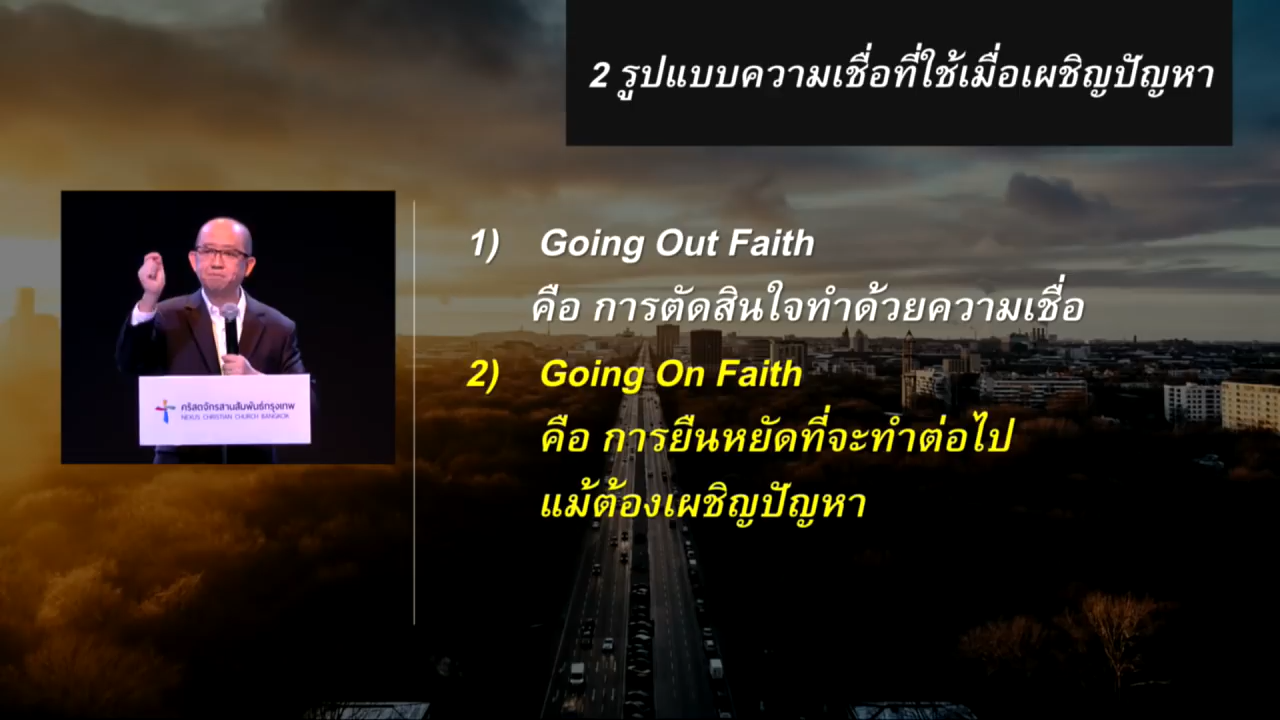 2 รูปแบบความเชื่อที่ใช้เมื่อเผชิญปัญหา
1) Going Out Faith
คือ การตัดสินใจทำด้วยความเชื่อ
2) Going On Faith
คือ การยืนหยัดที่จะทำต่อไป
แม้ต้องเผชิญปัญหา
คริสตจักรสานสัมพันธ์กรุงเทพ
NEXUS CHRISTIAN CHURCH BANGKOK